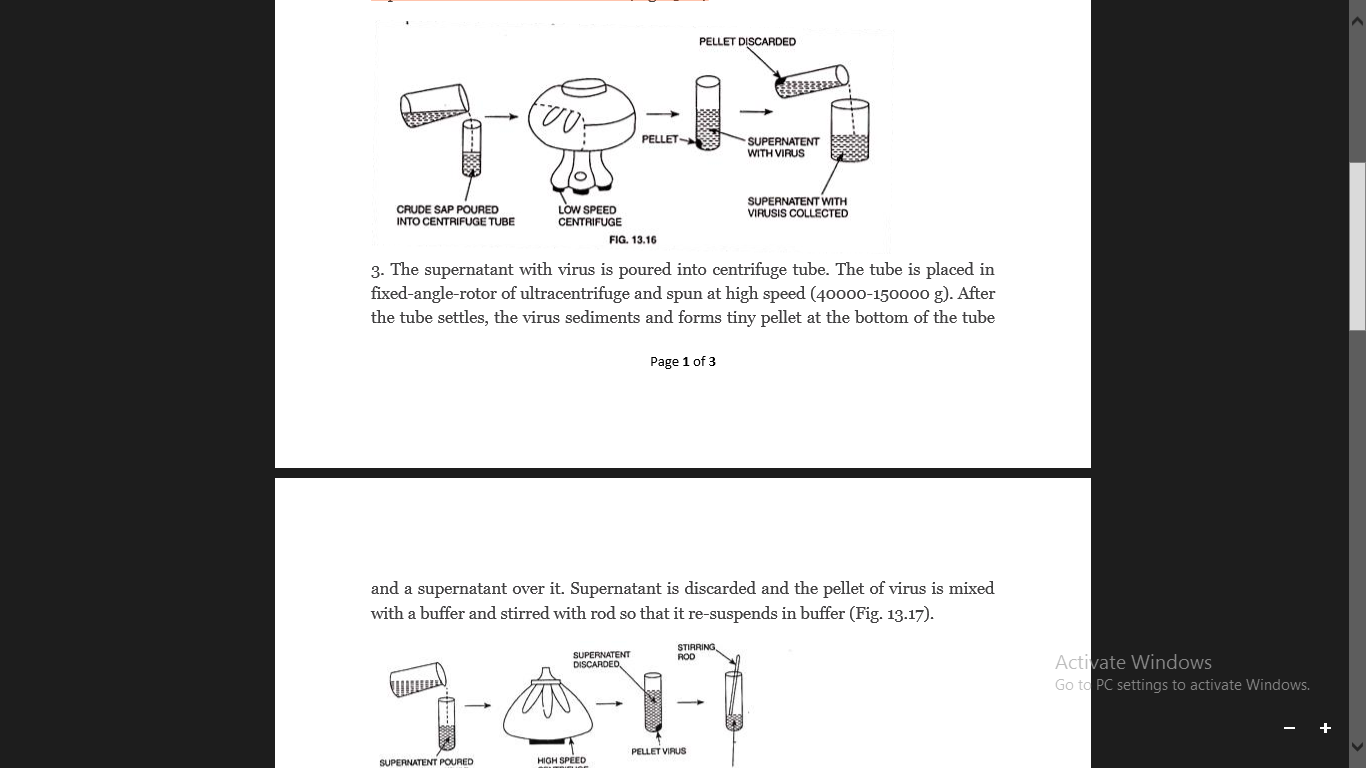 PELLET DISCARDED
PELLET
SUPERNATENT
WITH VIRUS
CRUDE SAP POURED
INTO CENTRIFUGE TUBE
LOW SPEED
CENTRIFUGE
SUPERNATENT WITH
VIRUSIS COLLECTED
FIG. 13.16
3. The supernatant with virus is poured into centrifuge tube. The tube is placed in
fixed-angle-rotor of ultracentrifuge and spun at high speed (40000-150000 g). After
the tube settles, the virus sediments and forms tiny pellet at the bottom of the tube
Page 1 of 3
and a supernatant over it. Supernatant is discarded and the pellet of virus is mixed
with a buffer and stirred with rod so that it re-suspends in buffer (Fig. 13.17).
SUPERNATENT
DISCARDED
STIRRING
ROD
PELLET VIRUS
SUPERNATENT POURED
HIGH SPEED
Activate Windows
Go to PC settings to activate Windows.